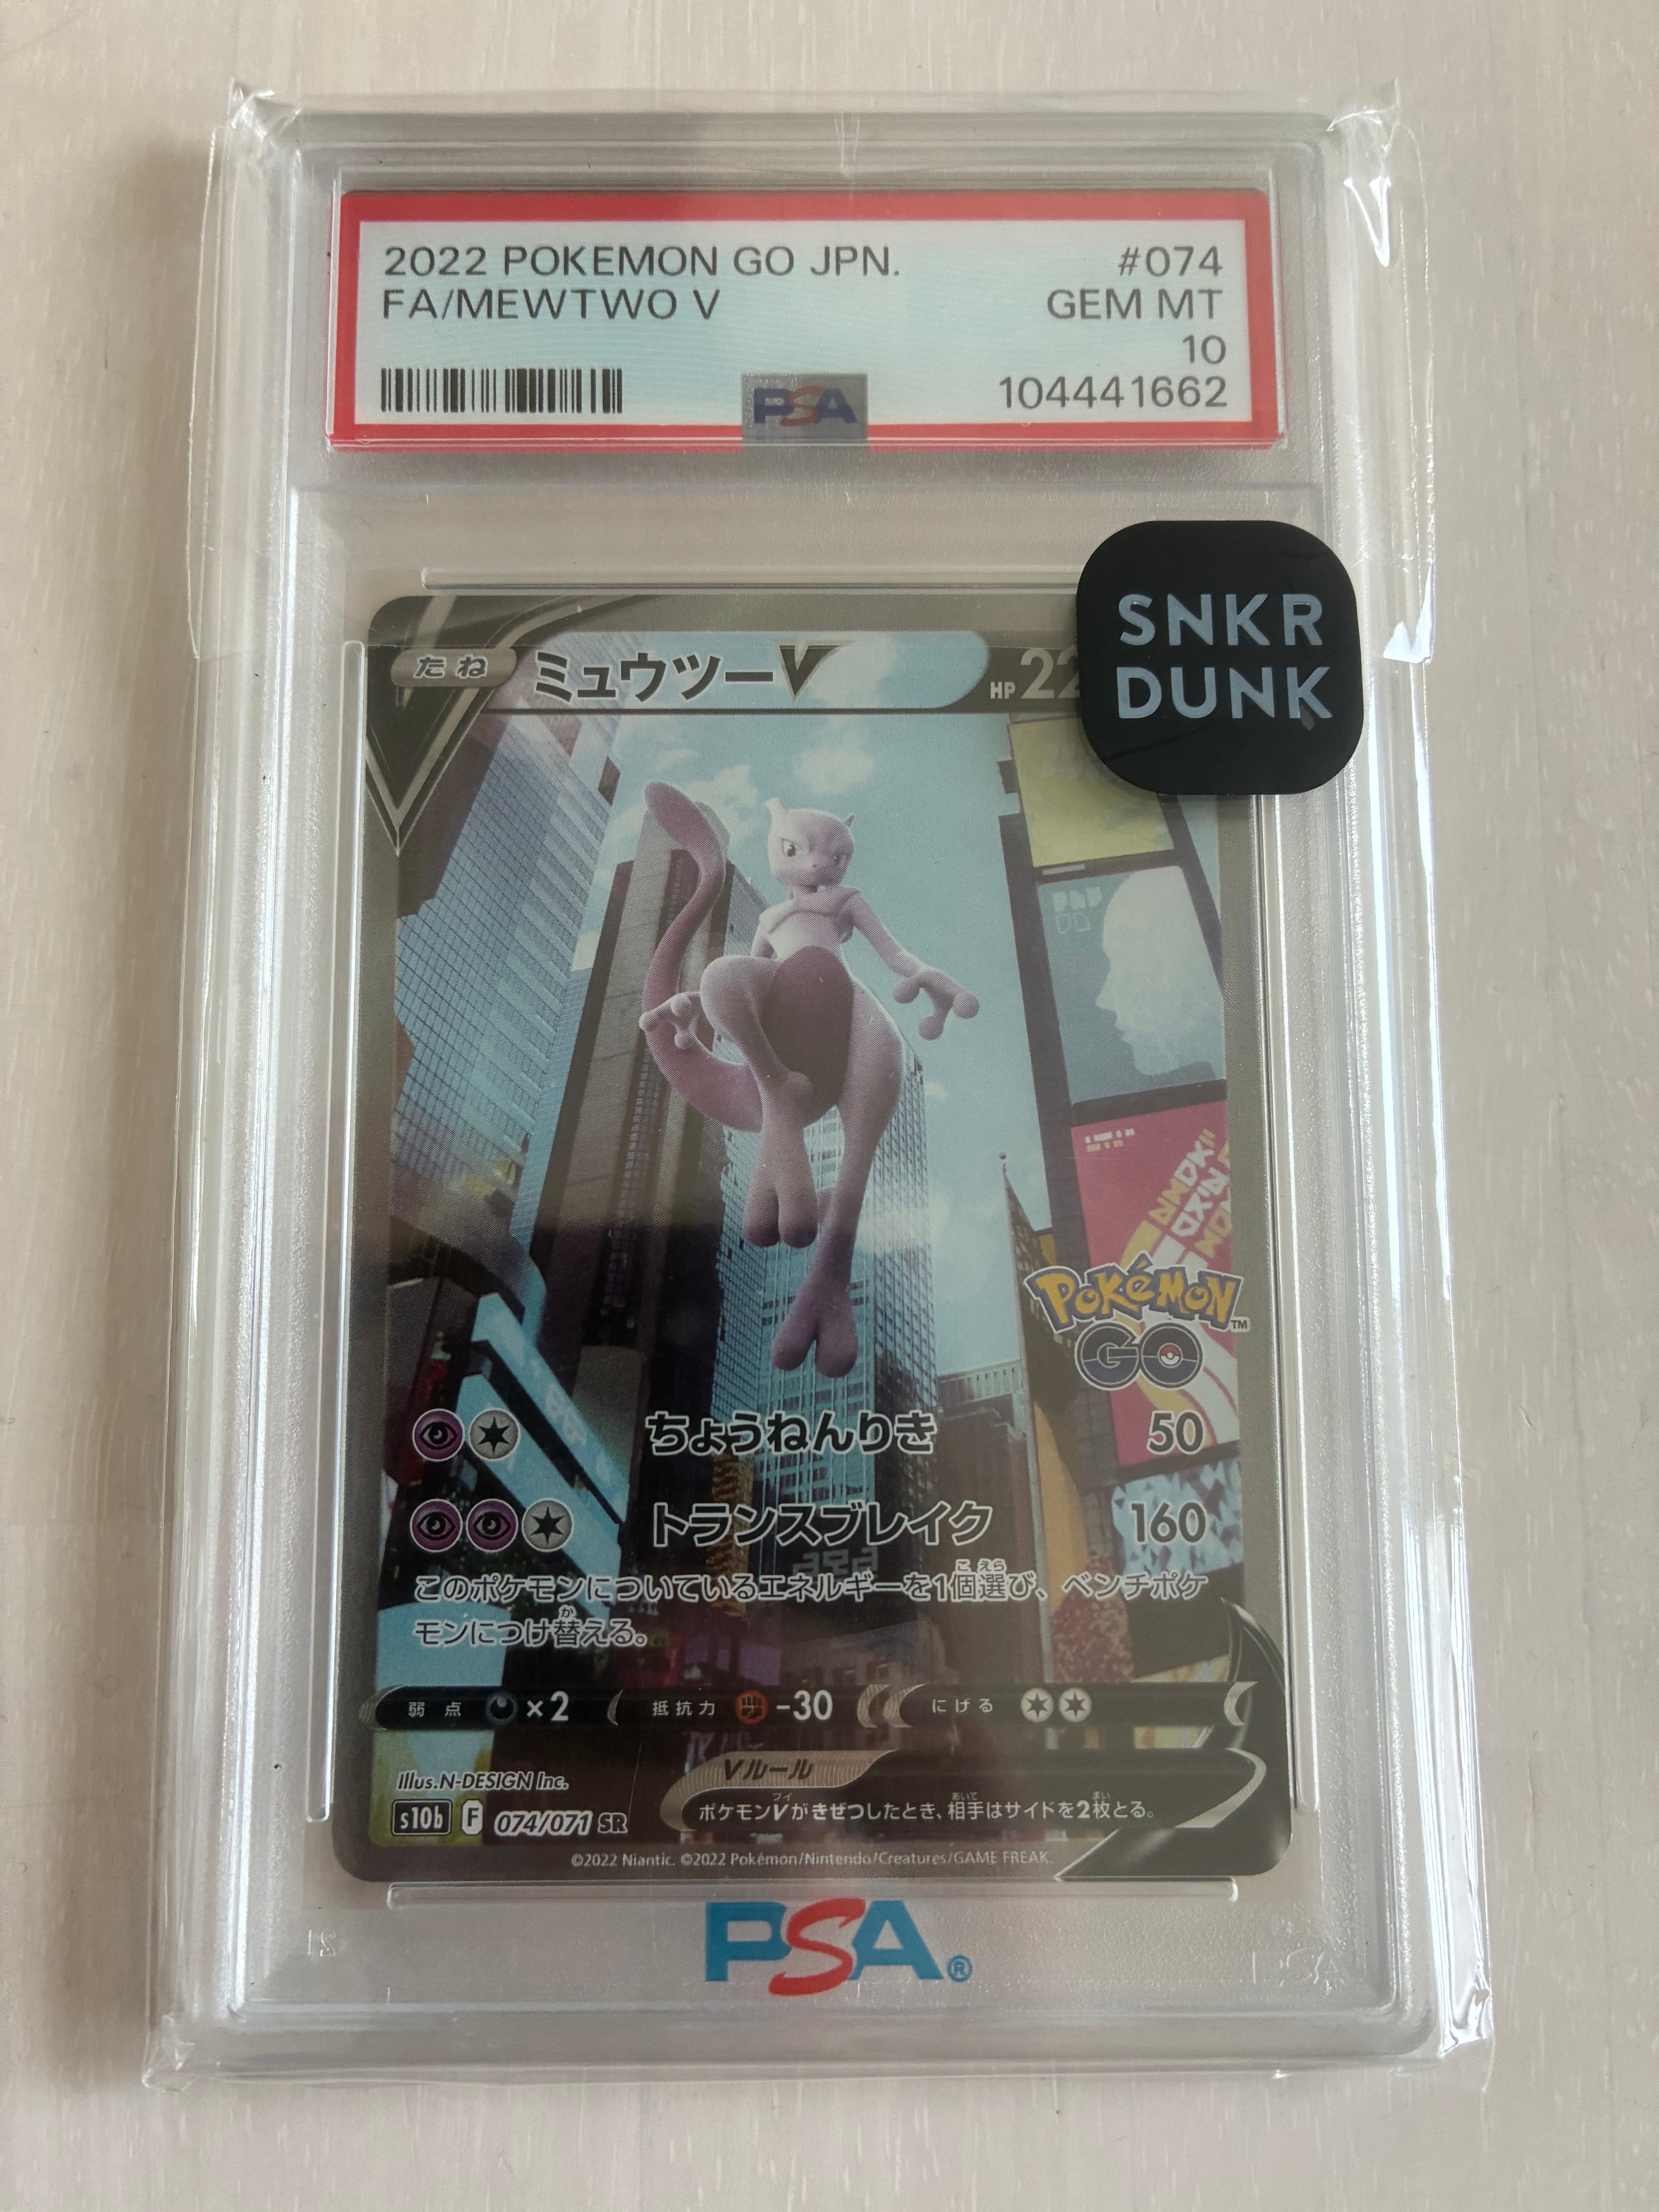 2022 POKEMON GO JPN. #074
FA/MEWTWO V GEM MT
10
PSA 104441662
SNKR
DUNK
たね ミュウツーV HP 22
Pokémon™
GO
ちょうねんりき 50
トランスブレイク 160
このポケモンについているエネルギーを1個選び、ベンチポケ
モンにつけ替える。
弱点 ×2 抵抗力 -30 にげる
Vルール
ポケモンVがきぜつしたとき、相手はサイドを2枚とる。
Illus.N-DESIGN Inc.
s10b F 074/071 SR
©2022 Niantic. ©2022 Pokémon/Nintendo/Creatures/GAME FREAK.
PSA®
PSA